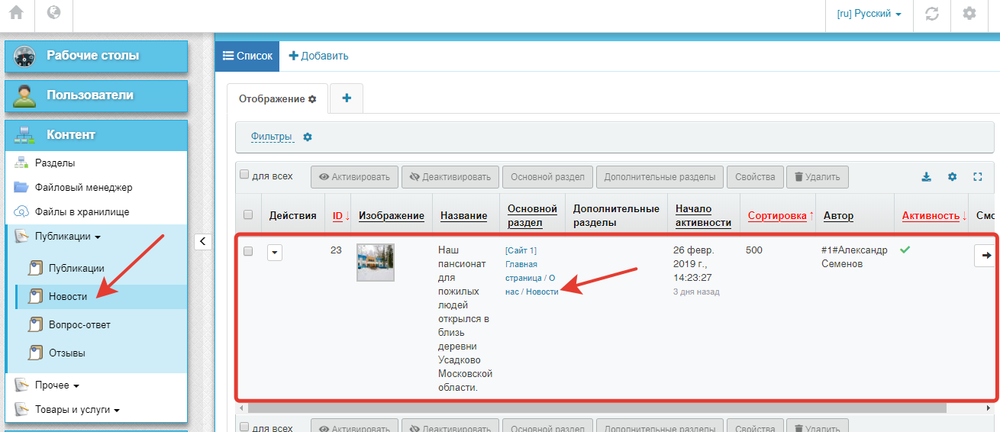 [ru] Русский
Рабочие столы
Пользователи
Контент
Разделы
Файловый менеджер
Файлы в хранилище
Публикации
Публикации
Новости
Вопрос-ответ
Отзывы
Прочее
Товары и услуги
Список
Добавить
Отображение
Фильтры
для всех Активировать Деактивировать Основной раздел Дополнительные разделы Свойства Удалить
Действия ID Изображение Название Основной раздел Дополнительные разделы Начало активности Сортировка Автор Активность Смо
23
Наш
пансионат
для
пожилых
людей
открылся в
близь
деревни
Усадково
Московской
области.
[Сайт 1]
Главная
страница / О
нас / Новости
26 февр.
2019 г.,
14:23:27
3 дня назад
500
#1#Александр
Семенов
для всех Активировать Деактивировать Основной раздел Дополнительные разделы Свойства Удалить